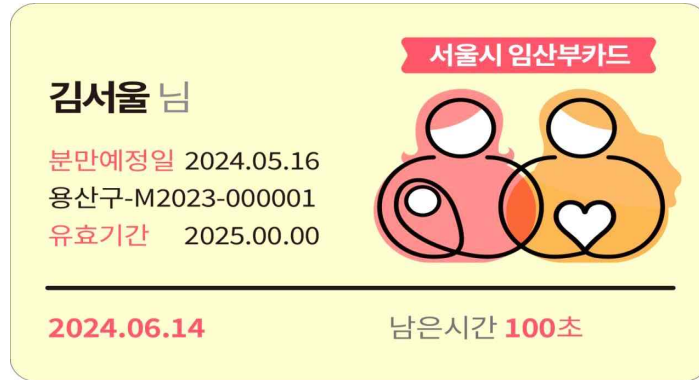 서울시 임산부카드
김서울 님
분만예정일 2024.05.16
용산구-M2023-000001
유효기간 2025.00.00
2024.06.14
남은시간 100초